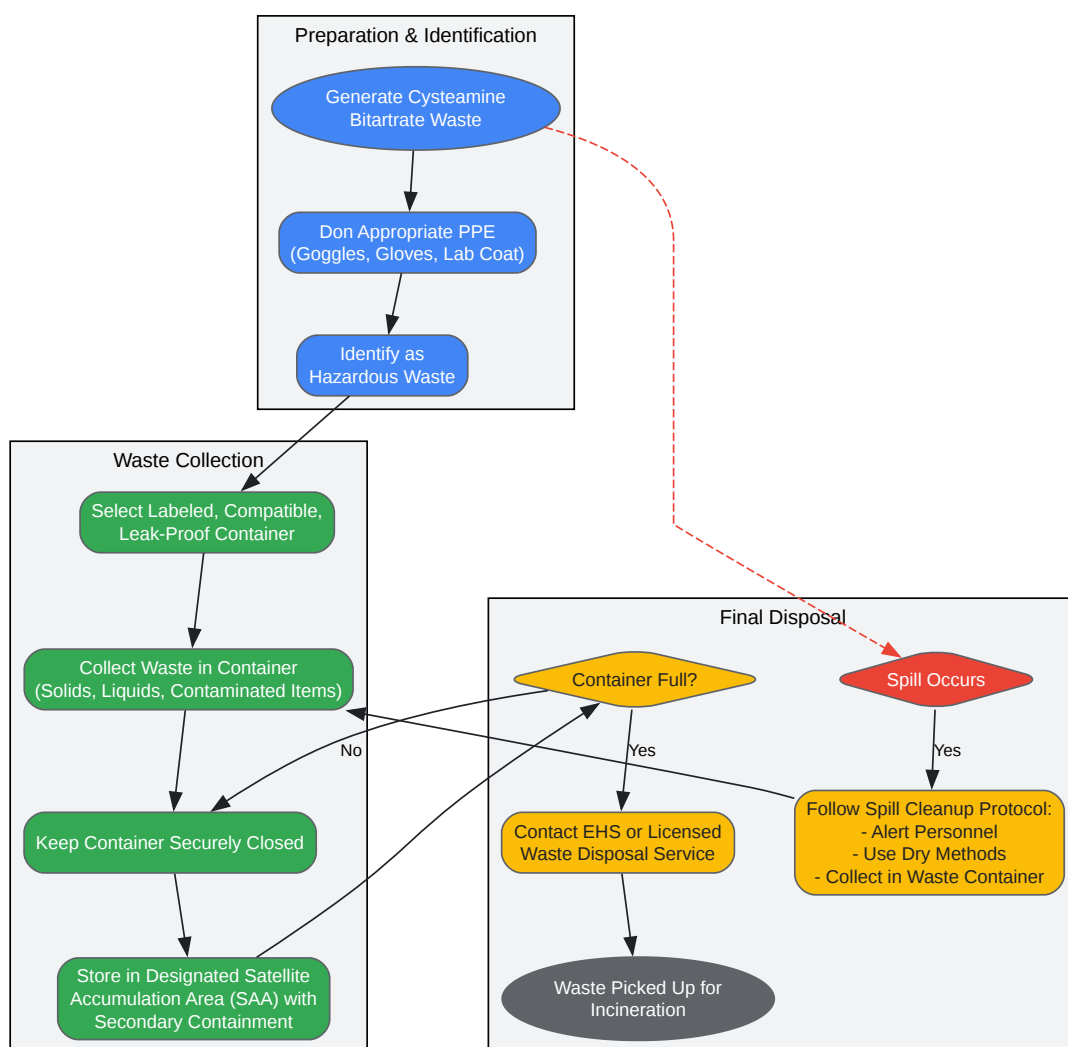 Preparation & Identification
Generate Cysteamine
Bitartrate Waste
Don Appropriate PPE
(Goggles, Gloves, Lab Coat)
Identify as
Hazardous Waste
Waste Collection
Select Labeled, Compatible,
Leak-Proof Container
Collect Waste in Container
(Solids, Liquids, Contaminated Items)
Keep Container Securely Closed
Store in Designated Satellite
Accumulation Area (SAA) with
Secondary Containment
Final Disposal
Container Full?
Spill Occurs
No
Yes
Yes
Contact EHS or Licensed
Waste Disposal Service
Follow Spill Cleanup Protocol:
- Alert Personnel
- Use Dry Methods
- Collect in Waste Container
Waste Picked Up for
Incineration